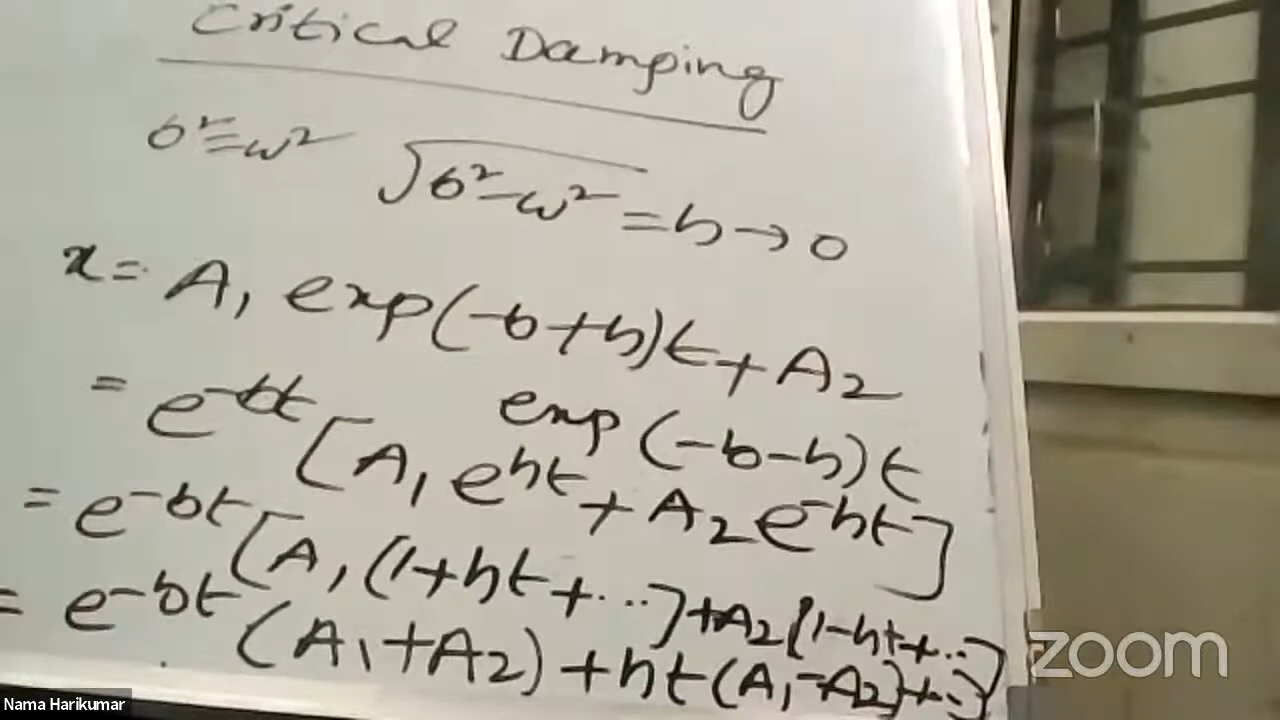 Critical Damping
b²=ω² √b²-ω² = h → 0
x = A₁ exp(-b+h)t + A₂
exp(-b-h)t
= e^-bt [A₁ e^ht + A₂ e^-ht]
= e^-bt [A₁ (1+ht+...) + A₂ [1-ht+...]
= e^-bt (A₁+A₂) + ht(A₁-A₂)+...]
zoom
Nama Harikumar